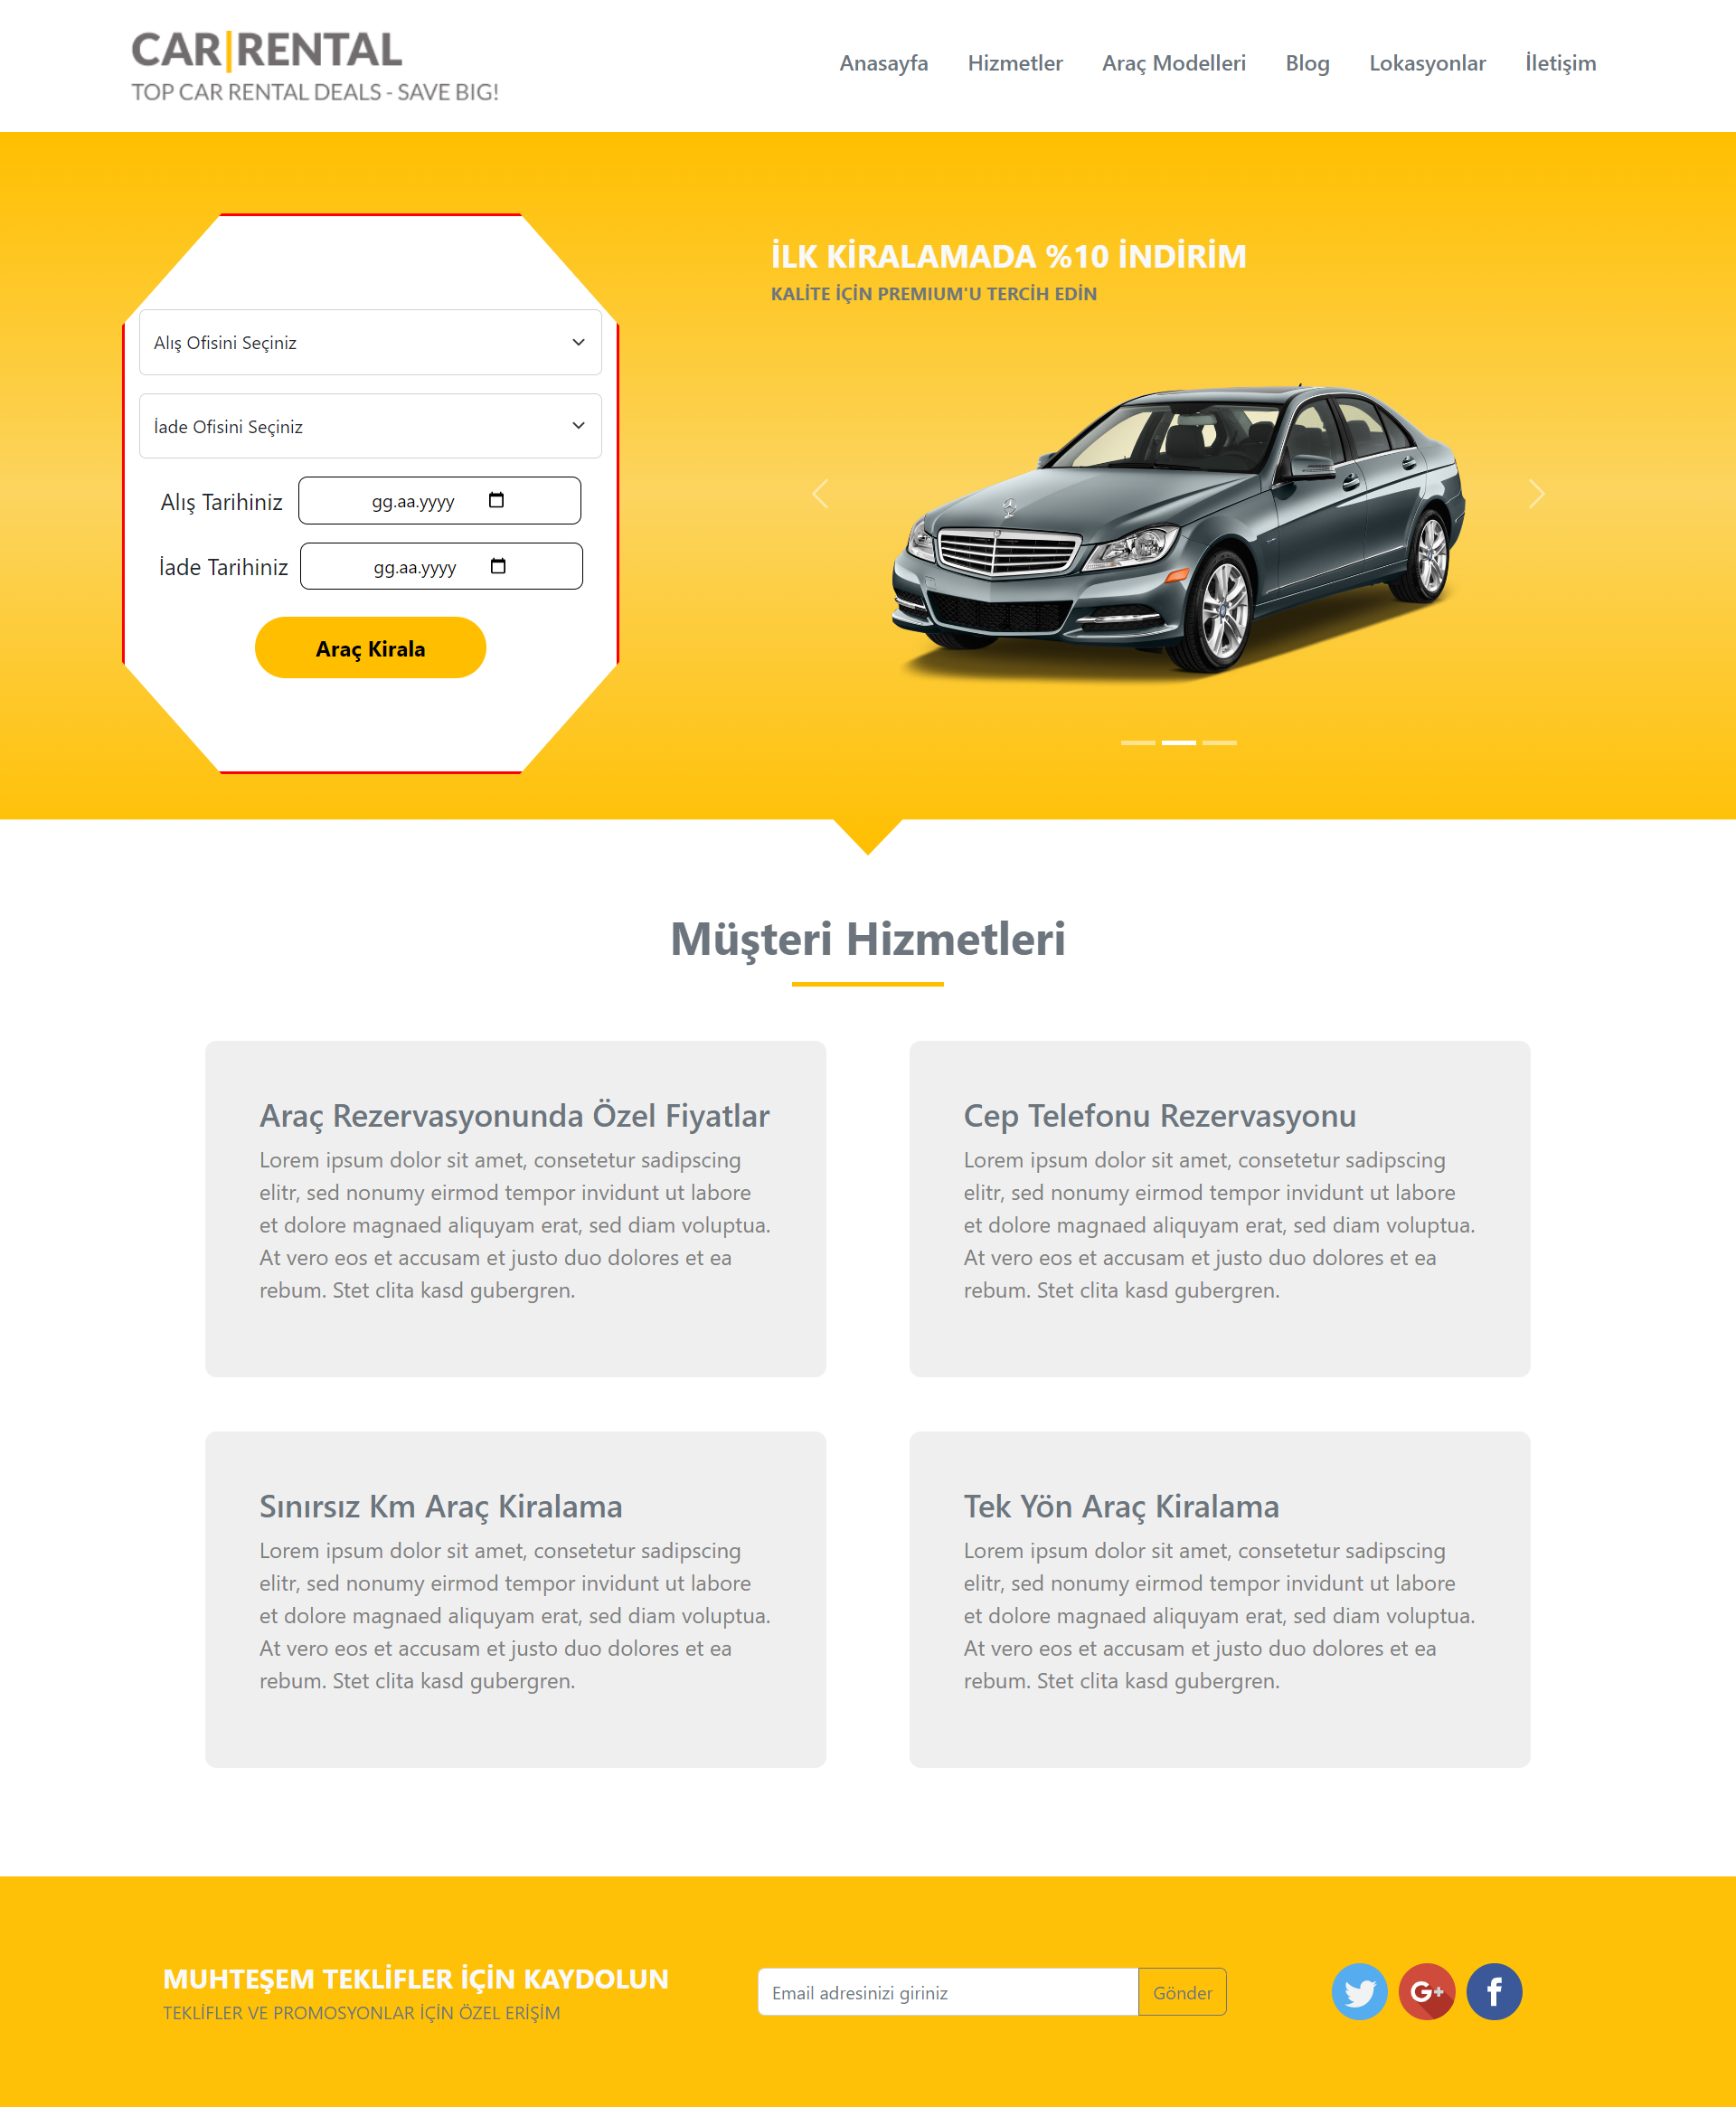 CAR|RENTAL
TOP CAR RENTAL DEALS - SAVE BIG!
Anasayfa Hizmetler Araç Modelleri Blog Lokasyonlar İletişim
İLK KİRALAMADA %10 İNDİRİM
KALİTE İÇİN PREMIUM'U TERCİH EDİN
Alış Ofisini Seçiniz
İade Ofisini Seçiniz
Alış Tarihiniz gg.aa.yyyy
İade Tarihiniz gg.aa.yyyy
Araç Kirala
Müşteri Hizmetleri
Araç Rezervasyonunda Özel Fiyatlar
Lorem ipsum dolor sit amet, consetetur sadipscing
elitr, sed nonumy eirmod tempor invidunt ut labore
et dolore magnaed aliquyam erat, sed diam voluptua.
At vero eos et accusam et justo duo dolores et ea
rebum. Stet clita kasd gubergren.
Cep Telefonu Rezervasyonu
Lorem ipsum dolor sit amet, consetetur sadipscing
elitr, sed nonumy eirmod tempor invidunt ut labore
et dolore magnaed aliquyam erat, sed diam voluptua.
At vero eos et accusam et justo duo dolores et ea
rebum. Stet clita kasd gubergren.
Sınırsız Km Araç Kiralama
Lorem ipsum dolor sit amet, consetetur sadipscing
elitr, sed nonumy eirmod tempor invidunt ut labore
et dolore magnaed aliquyam erat, sed diam voluptua.
At vero eos et accusam et justo duo dolores et ea
rebum. Stet clita kasd gubergren.
Tek Yön Araç Kiralama
Lorem ipsum dolor sit amet, consetetur sadipscing
elitr, sed nonumy eirmod tempor invidunt ut labore
et dolore magnaed aliquyam erat, sed diam voluptua.
At vero eos et accusam et justo duo dolores et ea
rebum. Stet clita kasd gubergren.
MUHTEŞEM TEKLİFLER İÇİN KAYDOLUN
TEKLİFLER VE PROMOSYONLAR İÇİN ÖZEL ERİŞİM
Email adresinizi giriniz Gönder
G+ f